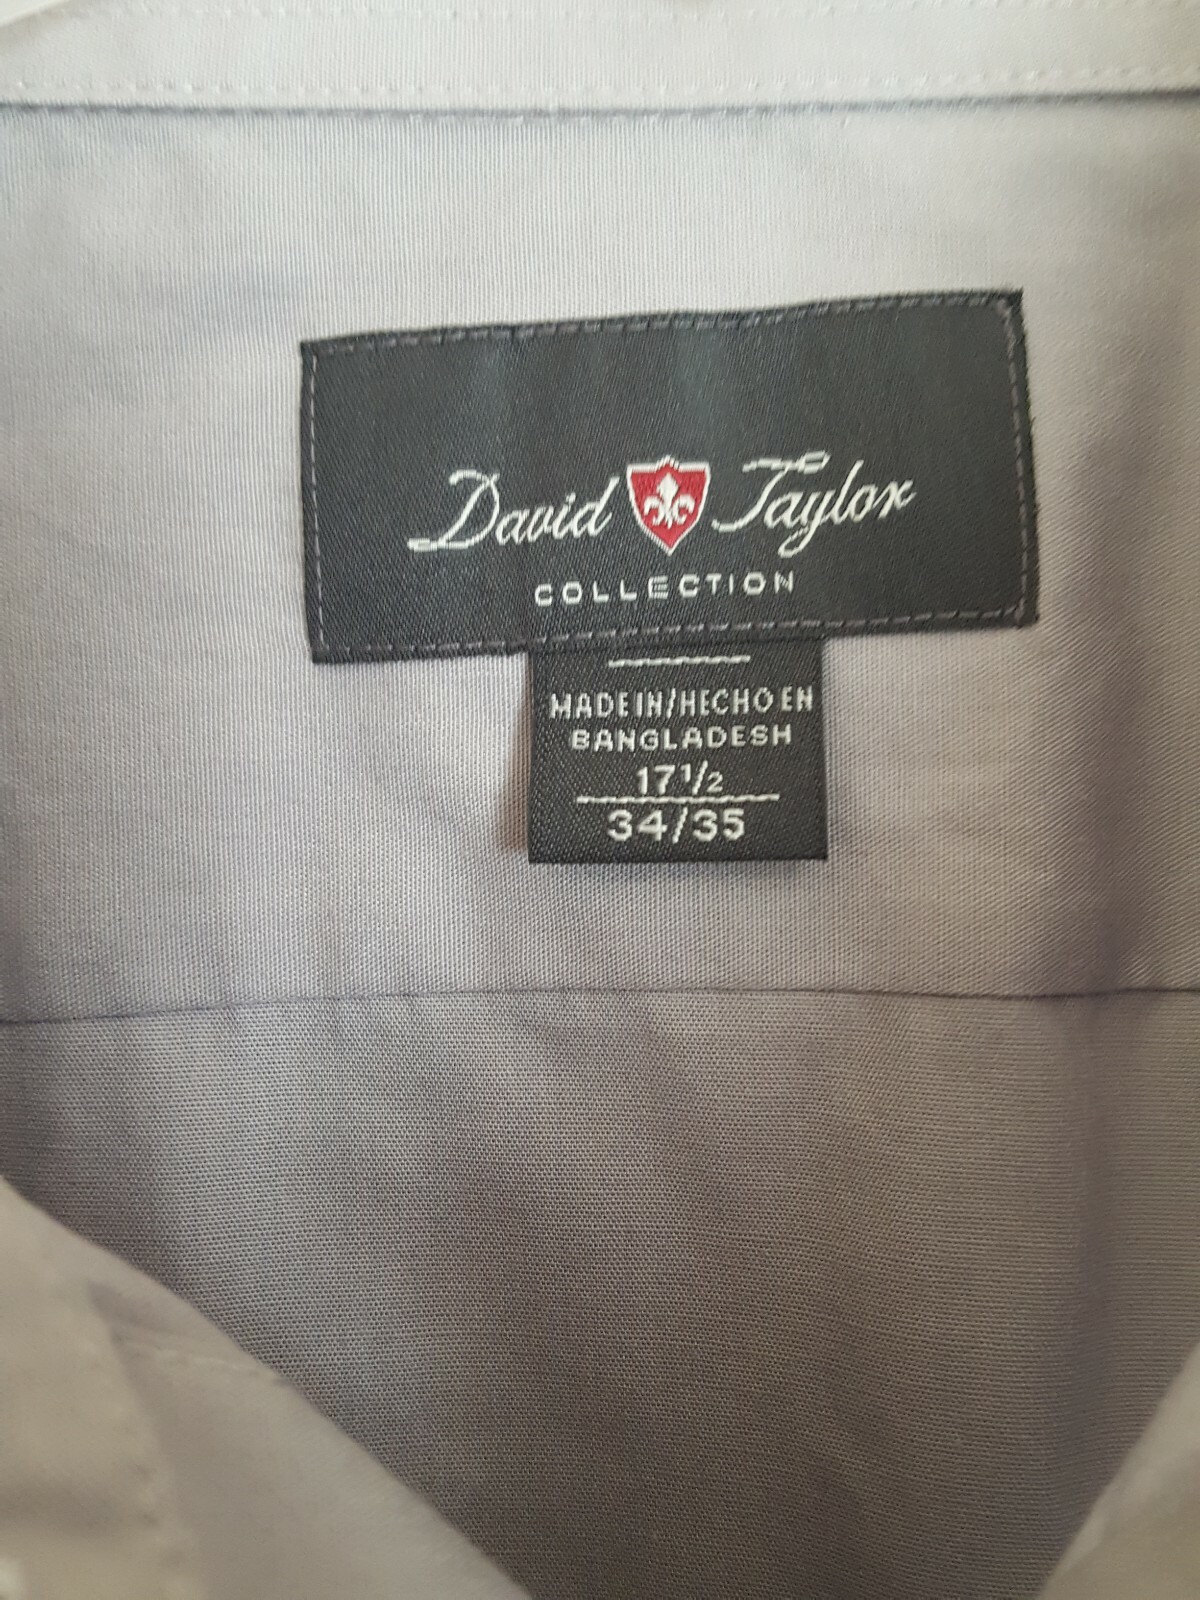 David Taylor
COLLECTION
MADE IN/HECHO EN
BANGLADESH
17 1/2
34/35